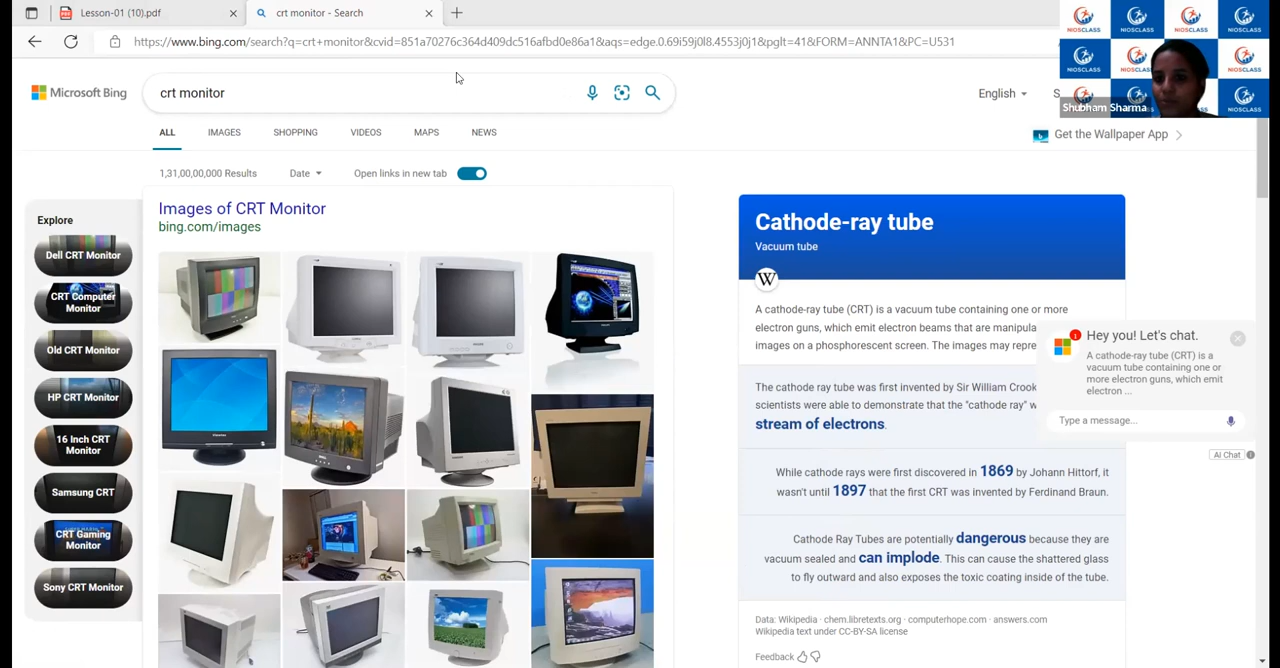 Lesson-01 (10).pdf
crt monitor - Search
https://www.bing.com/search?q=crt+monitor&cvid=851a70276c364d409dc516afbd0e86a1&aqs=edge.0.69i59j0l8.4553j0j1&pglt=41&FORM=ANNTA1&PC=U531
NIOSCLASS
NIOSCLASS
NIOSCLASS
NIOSCLASS
NIOSCLASS
NIOSCLASS
NIOSCLASS
NIOSCLASS
Shubham Sharma
Microsoft Bing
crt monitor
English
S
ALL
IMAGES
SHOPPING
VIDEOS
MAPS
NEWS
Get the Wallpaper App
1,31,00,00,000 Results
Date
Open links in new tab
Explore
Dell CRT Monitor
CRT Computer
Monitor
Old CRT Monitor
HP CRT Monitor
16 Inch CRT
Monitor
Samsung CRT
CRT Gaming
Monitor
Sony CRT Monitor
Images of CRT Monitor
bing.com/images
Cathode-ray tube
Vacuum tube
W
A cathode-ray tube (CRT) is a vacuum tube containing one or more
electron guns, which emit electron beams that are manipula
images on a phosphorescent screen. The images may repre
The cathode ray tube was first invented by Sir William Crook
scientists were able to demonstrate that the "cathode ray" w
stream of electrons.
While cathode rays were first discovered in 1869 by Johann Hittorf, it
wasn't until 1897 that the first CRT was invented by Ferdinand Braun.
Cathode Ray Tubes are potentially dangerous because they are
vacuum sealed and can implode. This can cause the shattered glass
to fly outward and also exposes the toxic coating inside of the tube.
Data: Wikipedia · chem.libretexts.org · computerhope.com · answers.com
Wikipedia text under CC-BY-SA license
Feedback
1
Hey you! Let's chat.
A cathode-ray tube (CRT) is a
vacuum tube containing one or
more electron guns, which emit
electron ...
Type a message...
AI Chat